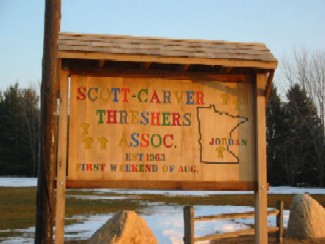 SCOTT-CARVER
THRESHERS
ASSOC.
JORDAN
EST 1963
FIRST WEEKEND OF AUG.